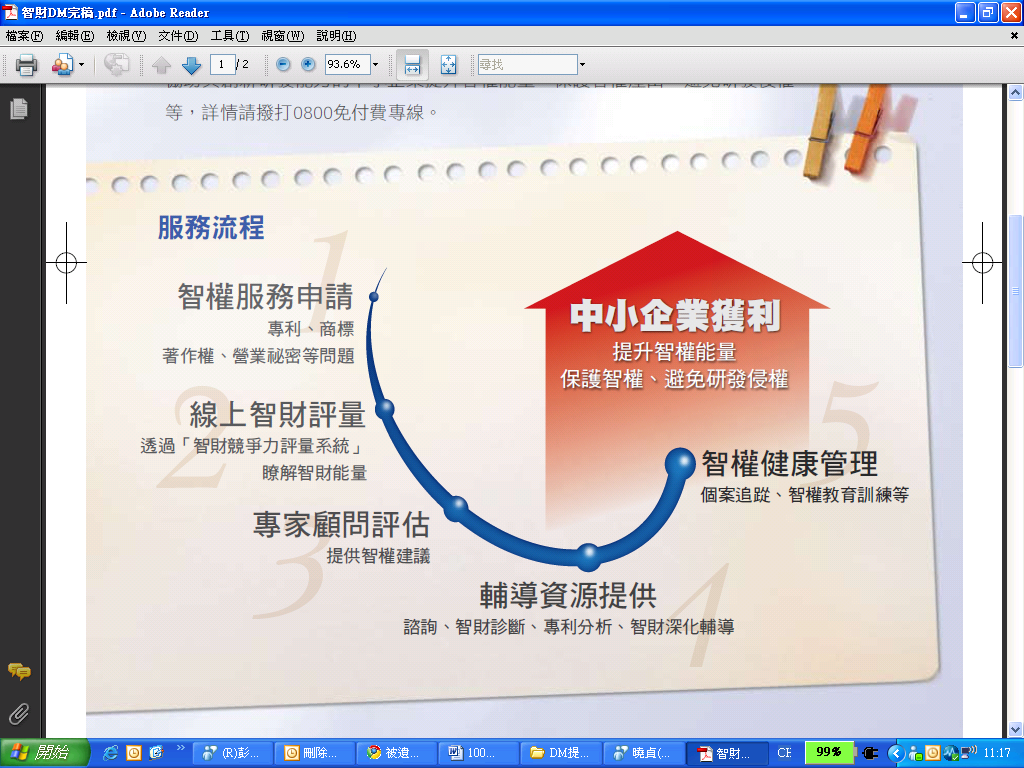 智財DM完稿.pdf - Adobe Reader
檔案(F) 編輯(E) 檢視(V) 文件(D) 工具(T) 視窗(W) 說明(H)
1 / 2 93.6% 尋找
等，詳情請撥打0800免付費專線。
服務流程
1
智權服務申請
專利、商標
著作權、營業祕密等問題
2
線上智財評量
透過「智財競爭力評量系統」
瞭解智財能量
3
專家顧問評估
提供智權建議
4
輔導資源提供
諮詢、智財診斷、專利分析、智財深化輔導
5
智權健康管理
個案追蹤、智權教育訓練等
中小企業獲利
提升智權能量
保護智權、避免研發侵權
開始 (R)彭... 刪除... 被遺... 100... DM提... 曉貞(... 智財... CH 99% 11:17